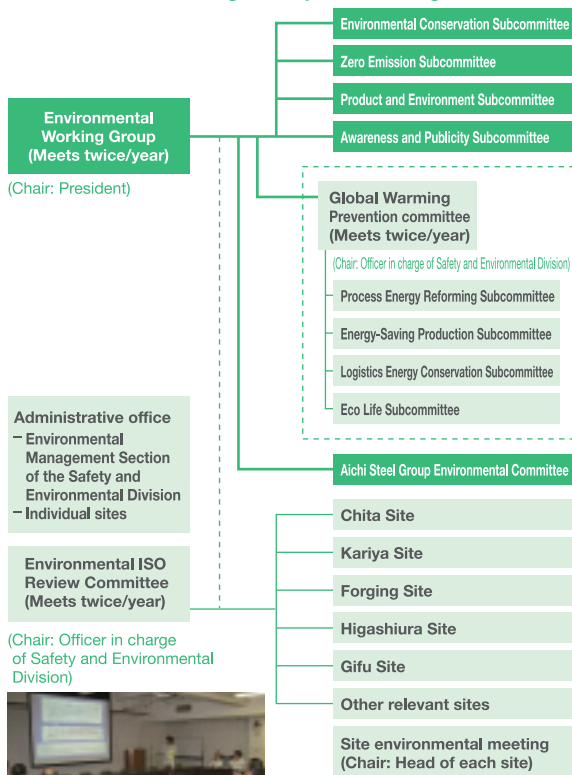 Environmental Conservation Subcommittee
Zero Emission Subcommittee
Product and Environment Subcommittee
Awareness and Publicity Subcommittee
Environmental
Working Group
(Meets twice/year)
(Chair: President)
Global Warming
Prevention committee
(Meets twice/year)
(Chair: Officer in charge of Safety and Environmental Division)
Process Energy Reforming Subcommittee
Energy-Saving Production Subcommittee
Logistics Energy Conservation Subcommittee
Eco Life Subcommittee
Administrative office
– Environmental
Management Section
of the Safety and
Environmental Division
– Individual sites
Aichi Steel Group Environmental Committee
Environmental ISO
Review Committee
(Meets twice/year)
(Chair: Officer in charge
of Safety and Environmental
Division)
Chita Site
Kariya Site
Forging Site
Higashiura Site
Gifu Site
Other relevant sites
Site environmental meeting
(Chair: Head of each site)